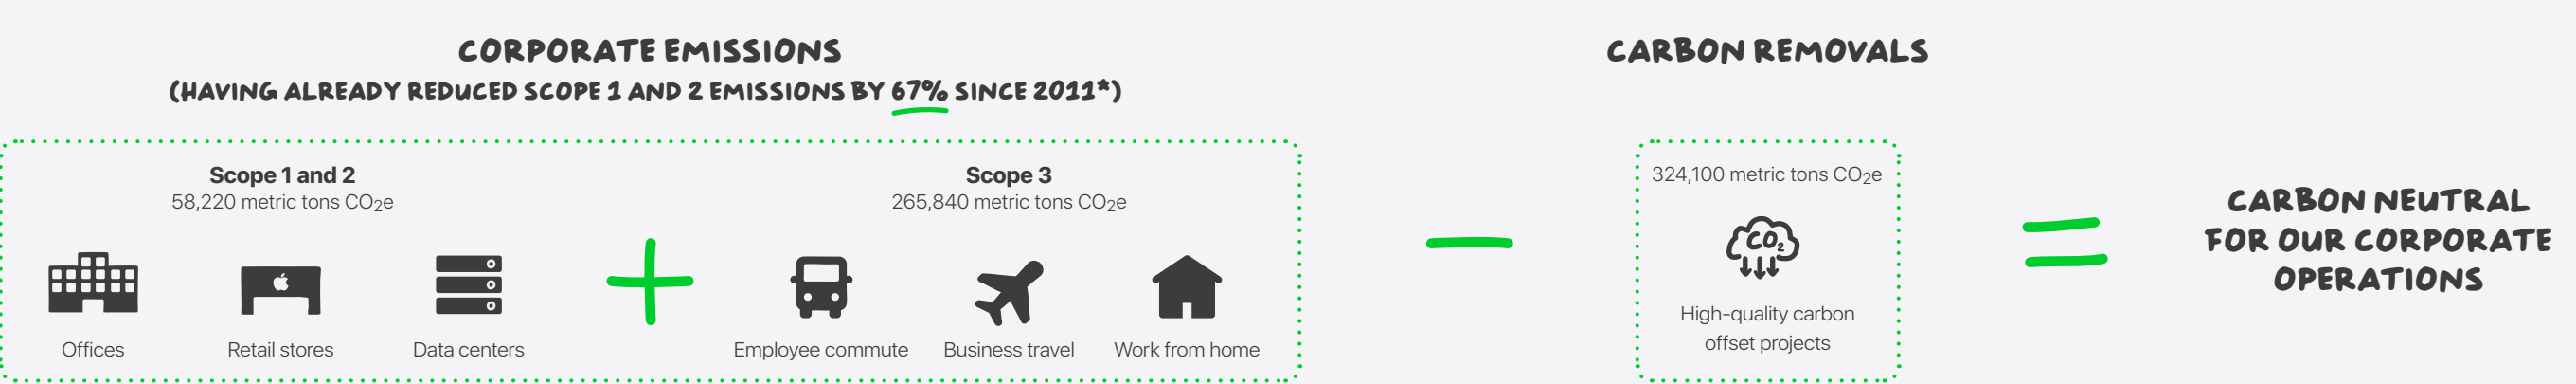 CORPORATE EMISSIONS
(HAVING ALREADY REDUCED SCOPE 1 AND 2 EMISSIONS BY 67% SINCE 2011*)
Scope 1 and 2
58,220 metric tons CO2e
Offices
Retail stores
Data centers
+
Scope 3
265,840 metric tons CO2e
Employee commute
Business travel
Work from home
—
CARBON REMOVALS
324,100 metric tons CO2e
CO2
High-quality carbon
offset projects
=
CARBON NEUTRAL
FOR OUR CORPORATE
OPERATIONS